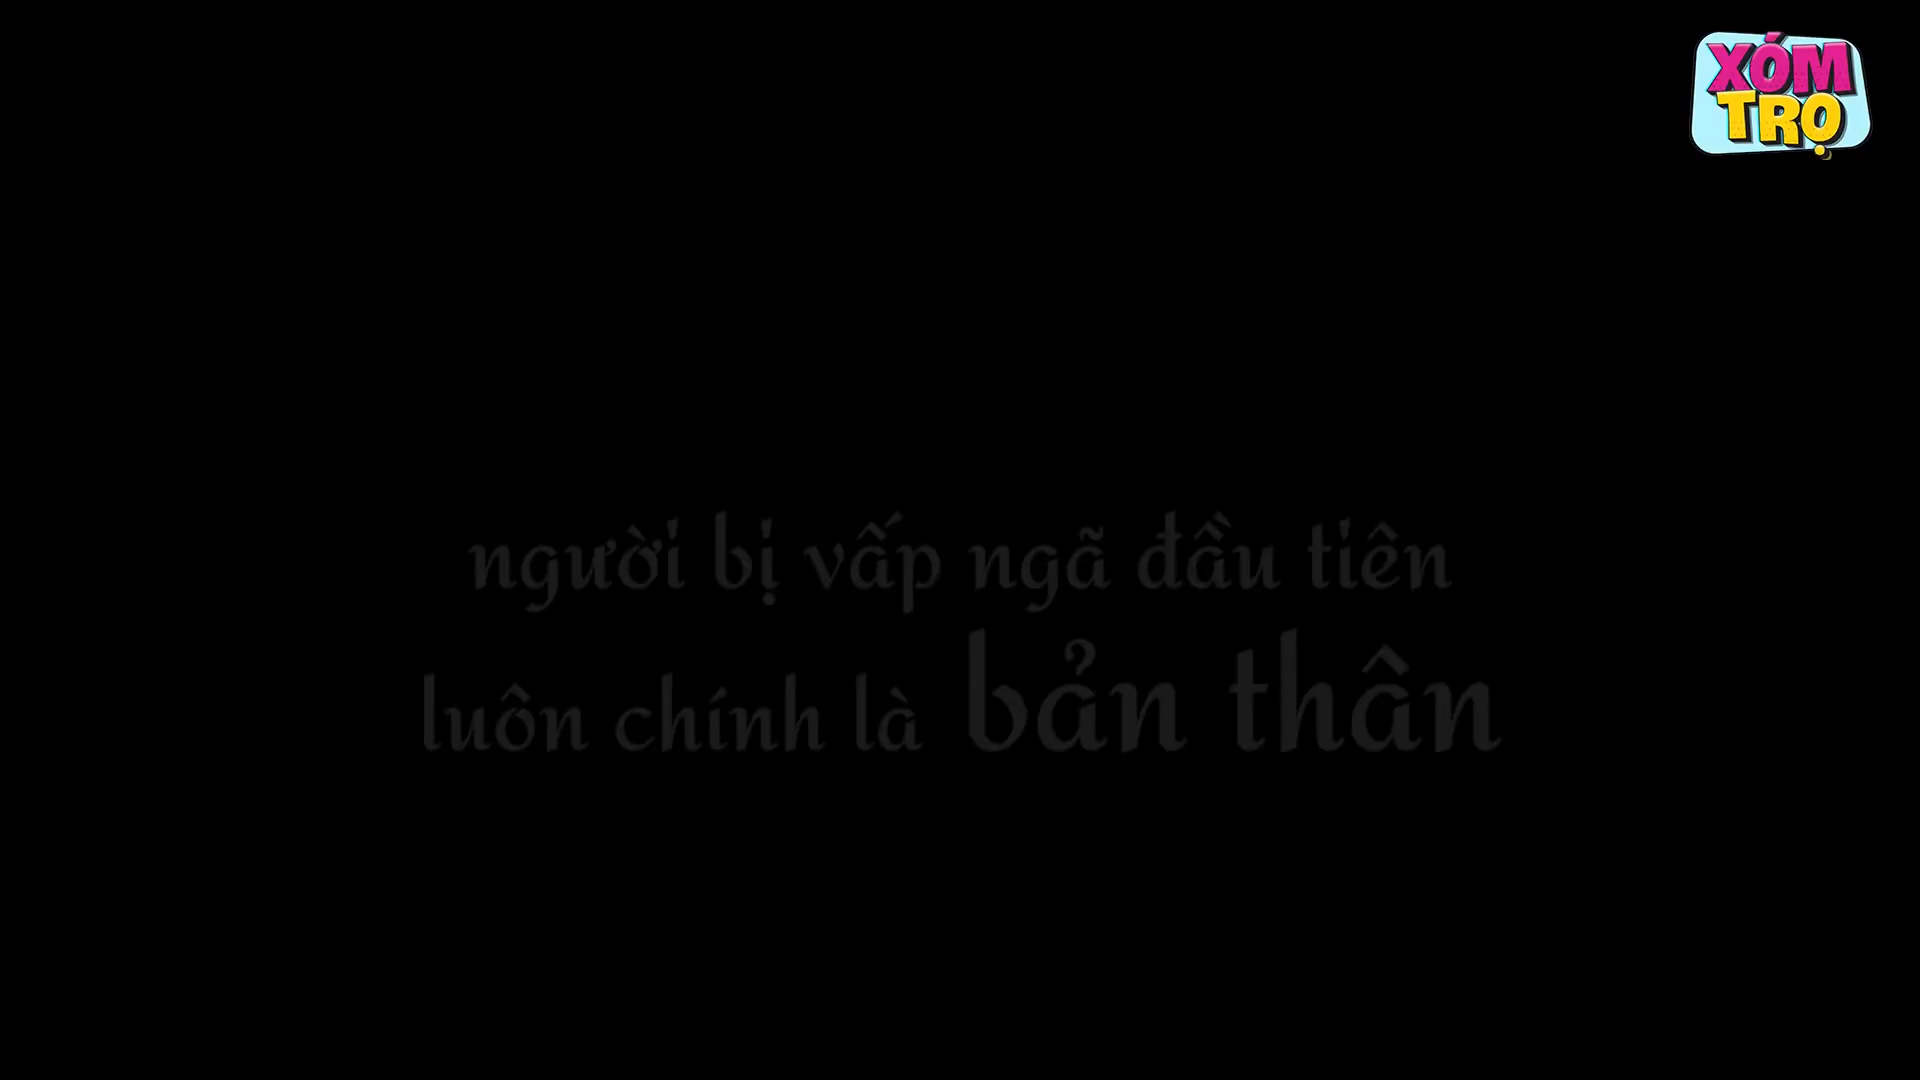 XÓM
TRỌ
người bị vấp ngã đầu tiên
luôn chính là bản thân